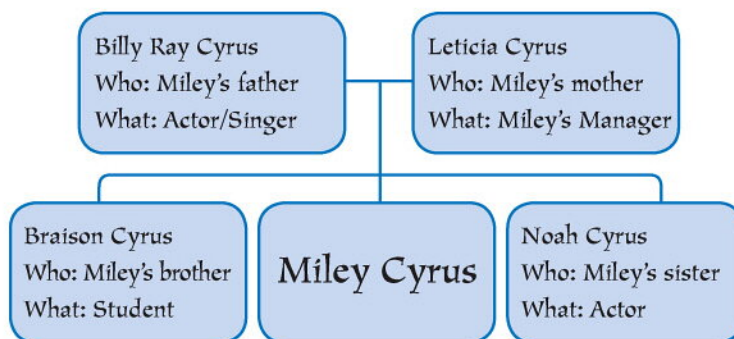 Billy Ray Cyrus
Who: Miley's father
What: Actor/Singer
Leticia Cyrus
Who: Miley's mother
What: Miley's Manager
Braison Cyrus
Who: Miley's brother
What: Student
Miley Cyrus
Noah Cyrus
Who: Miley's sister
What: Actor